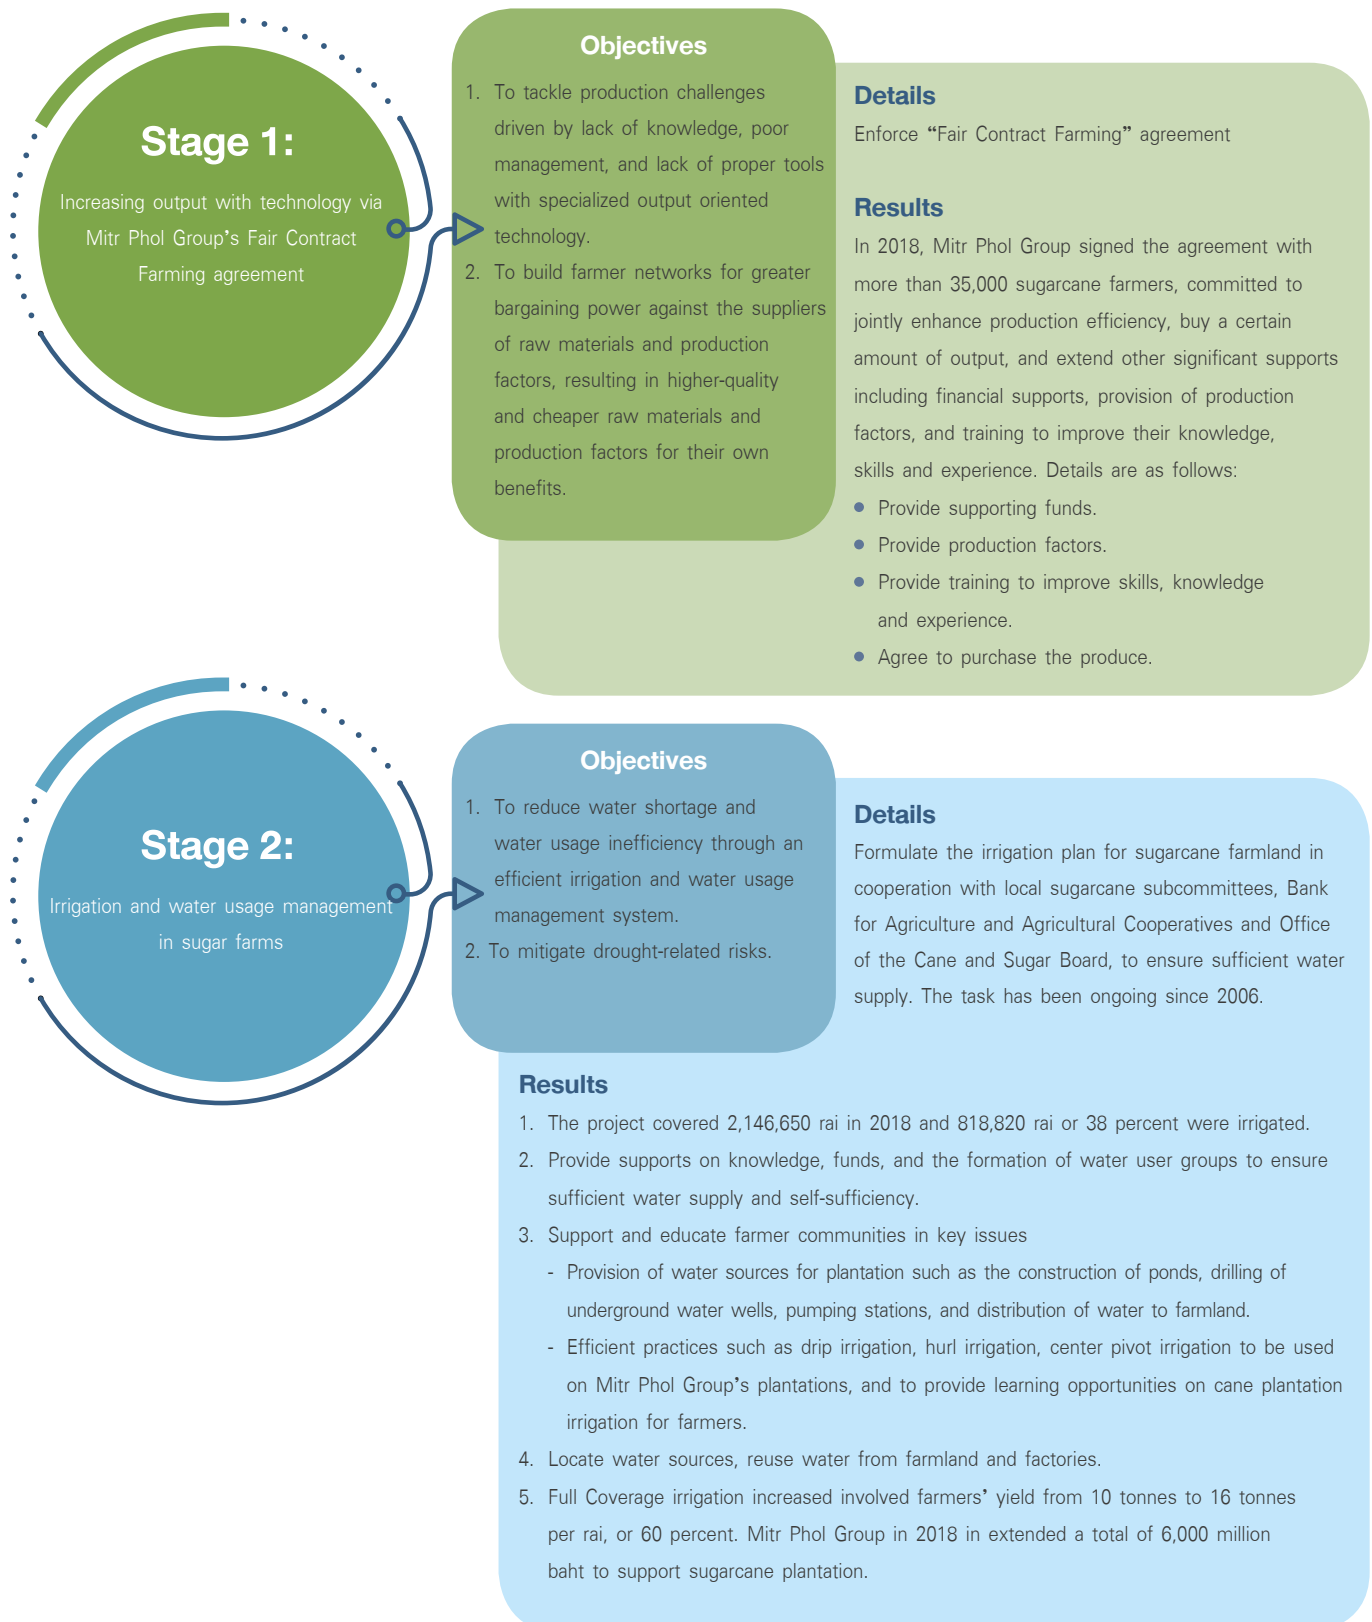 Stage 1:
Increasing output with technology via
Mitr Phol Group's Fair Contract
Farming agreement
Objectives
1. To tackle production challenges
driven by lack of knowledge, poor
management, and lack of proper tools
with specialized output oriented
technology.
2. To build farmer networks for greater
bargaining power against the suppliers
of raw materials and production
factors, resulting in higher-quality
and cheaper raw materials and
production factors for their own
benefits.
Details
Enforce “Fair Contract Farming” agreement
Results
In 2018, Mitr Phol Group signed the agreement with
more than 35,000 sugarcane farmers, committed to
jointly enhance production efficiency, buy a certain
amount of output, and extend other significant supports
including financial supports, provision of production
factors, and training to improve their knowledge,
skills and experience. Details are as follows:
● Provide supporting funds.
● Provide production factors.
● Provide training to improve skills, knowledge
and experience.
● Agree to purchase the produce.
Stage 2:
Irrigation and water usage management
in sugar farms
Objectives
1. To reduce water shortage and
water usage inefficiency through an
efficient irrigation and water usage
management system.
2. To mitigate drought-related risks.
Details
Formulate the irrigation plan for sugarcane farmland in
cooperation with local sugarcane subcommittees, Bank
for Agriculture and Agricultural Cooperatives and Office
of the Cane and Sugar Board, to ensure sufficient water
supply. The task has been ongoing since 2006.
Results
1. The project covered 2,146,650 rai in 2018 and 818,820 rai or 38 percent were irrigated.
2. Provide supports on knowledge, funds, and the formation of water user groups to ensure
sufficient water supply and self-sufficiency.
3. Support and educate farmer communities in key issues
- Provision of water sources for plantation such as the construction of ponds, drilling of
underground water wells, pumping stations, and distribution of water to farmland.
- Efficient practices such as drip irrigation, hurl irrigation, center pivot irrigation to be used
on Mitr Phol Group's plantations, and to provide learning opportunities on cane plantation
irrigation for farmers.
4. Locate water sources, reuse water from farmland and factories.
5. Full Coverage irrigation increased involved farmers' yield from 10 tonnes to 16 tonnes
per rai, or 60 percent. Mitr Phol Group in 2018 in extended a total of 6,000 million
baht to support sugarcane plantation.